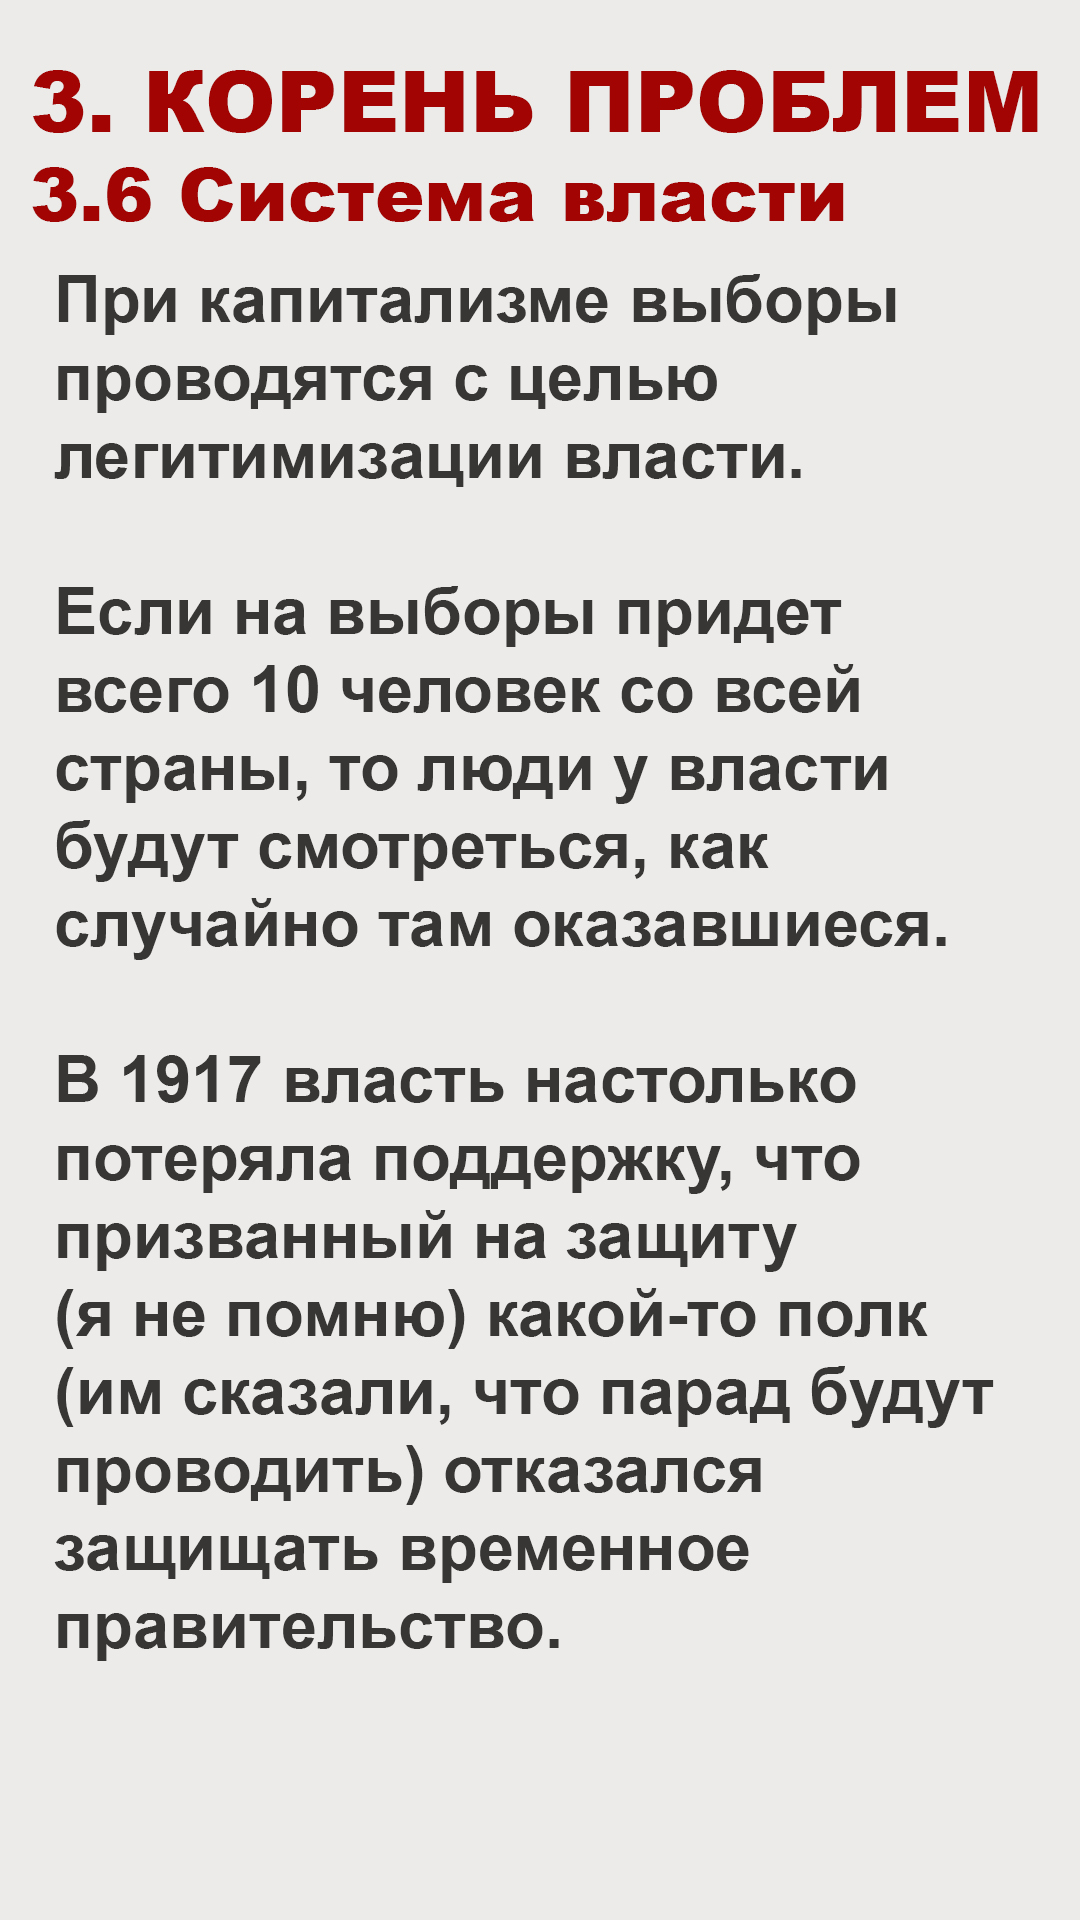 3. КОРЕНЬ ПРОБЛЕМ
3.6 Система власти
При капитализме выборы
проводятся с целью
легитимизации власти.
Если на выборы придет
всего 10 человек со всей
страны, то люди у власти
будут смотреться, как
случайно там оказавшиеся.
В 1917 власть настолько
потеряла поддержку, что
призванный на защиту
(я не помню) какой-то полк
(им сказали, что парад будут
проводить) отказался
защищать временное
правительство.